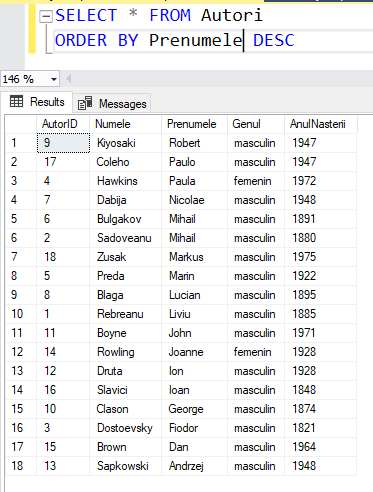 SELECT * FROM Autori
ORDER BY Prenumele DESC
146 %
Results Messages
AutorID Numele Prenumele Genul AnulNasterii
1 9 Kiyosaki Robert masculin 1947
2 17 Coleho Paulo masculin 1947
3 4 Hawkins Paula femenin 1972
4 7 Dabija Nicolae masculin 1948
5 6 Bulgakov Mihail masculin 1891
6 2 Sadoveanu Mihail masculin 1880
7 18 Zusak Markus masculin 1975
8 5 Preda Marin masculin 1922
9 8 Blaga Lucian masculin 1895
10 1 Rebreanu Liviu masculin 1885
11 11 Boyne John masculin 1971
12 14 Rowling Joanne femenin 1928
13 12 Druta Ion masculin 1928
14 16 Slavici Ioan masculin 1848
15 10 Clason George masculin 1874
16 3 Dostoevsky Fiodor masculin 1821
17 15 Brown Dan masculin 1964
18 13 Sapkowski Andrzej masculin 1948